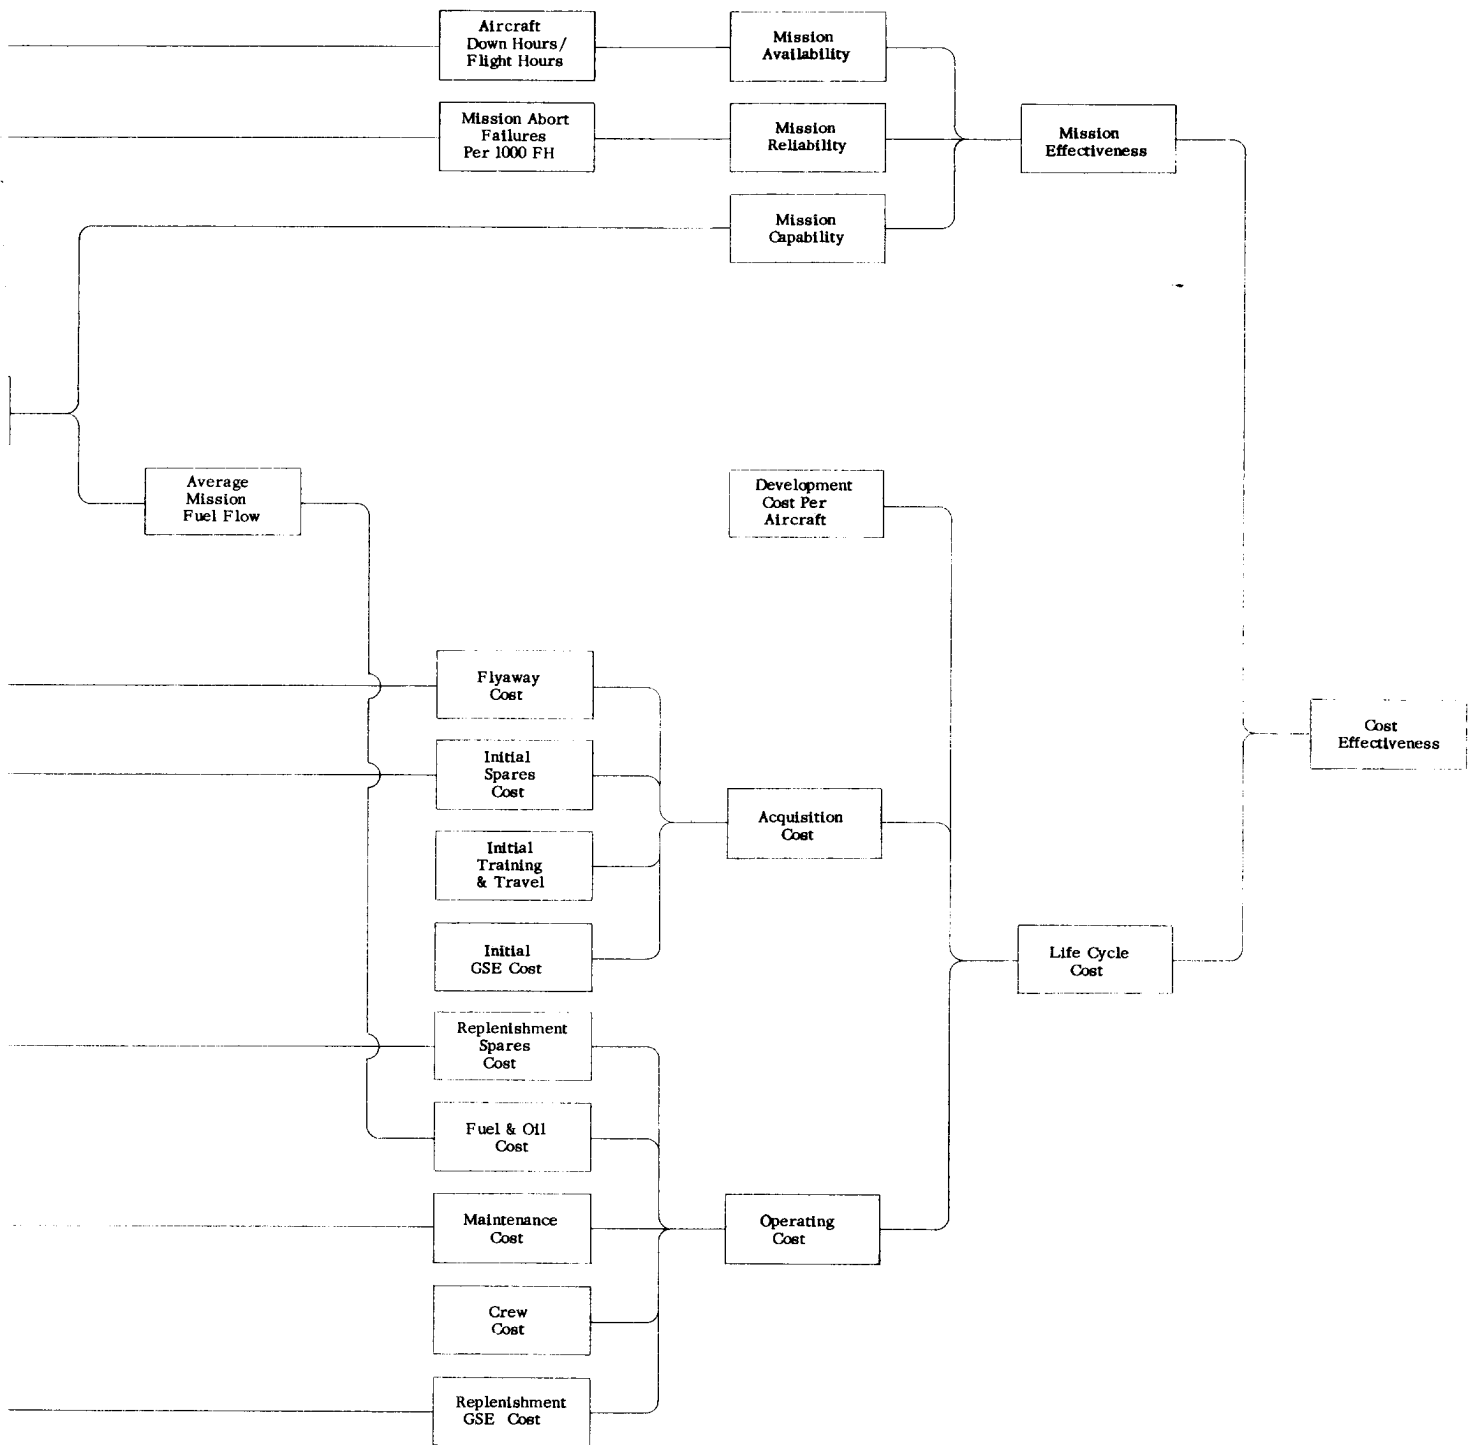 Aircraft
Down Hours/
Flight Hours
Mission
Availability
Mission Abort
Failures
Per 1000 FH
Mission
Reliability
Mission
Effectiveness
Mission
Capability
Average
Mission
Fuel Flow
Development
Cost Per
Aircraft
Flyaway
Cost
Cost
Effectiveness
Initial
Spares
Cost
Acquisition
Cost
Initial
Training
& Travel
Initial
GSE Cost
Life Cycle
Cost
Replenishment
Spares
Cost
Fuel & Oil
Cost
Maintenance
Cost
Operating
Cost
Crew
Cost
Replenishment
GSE Cost